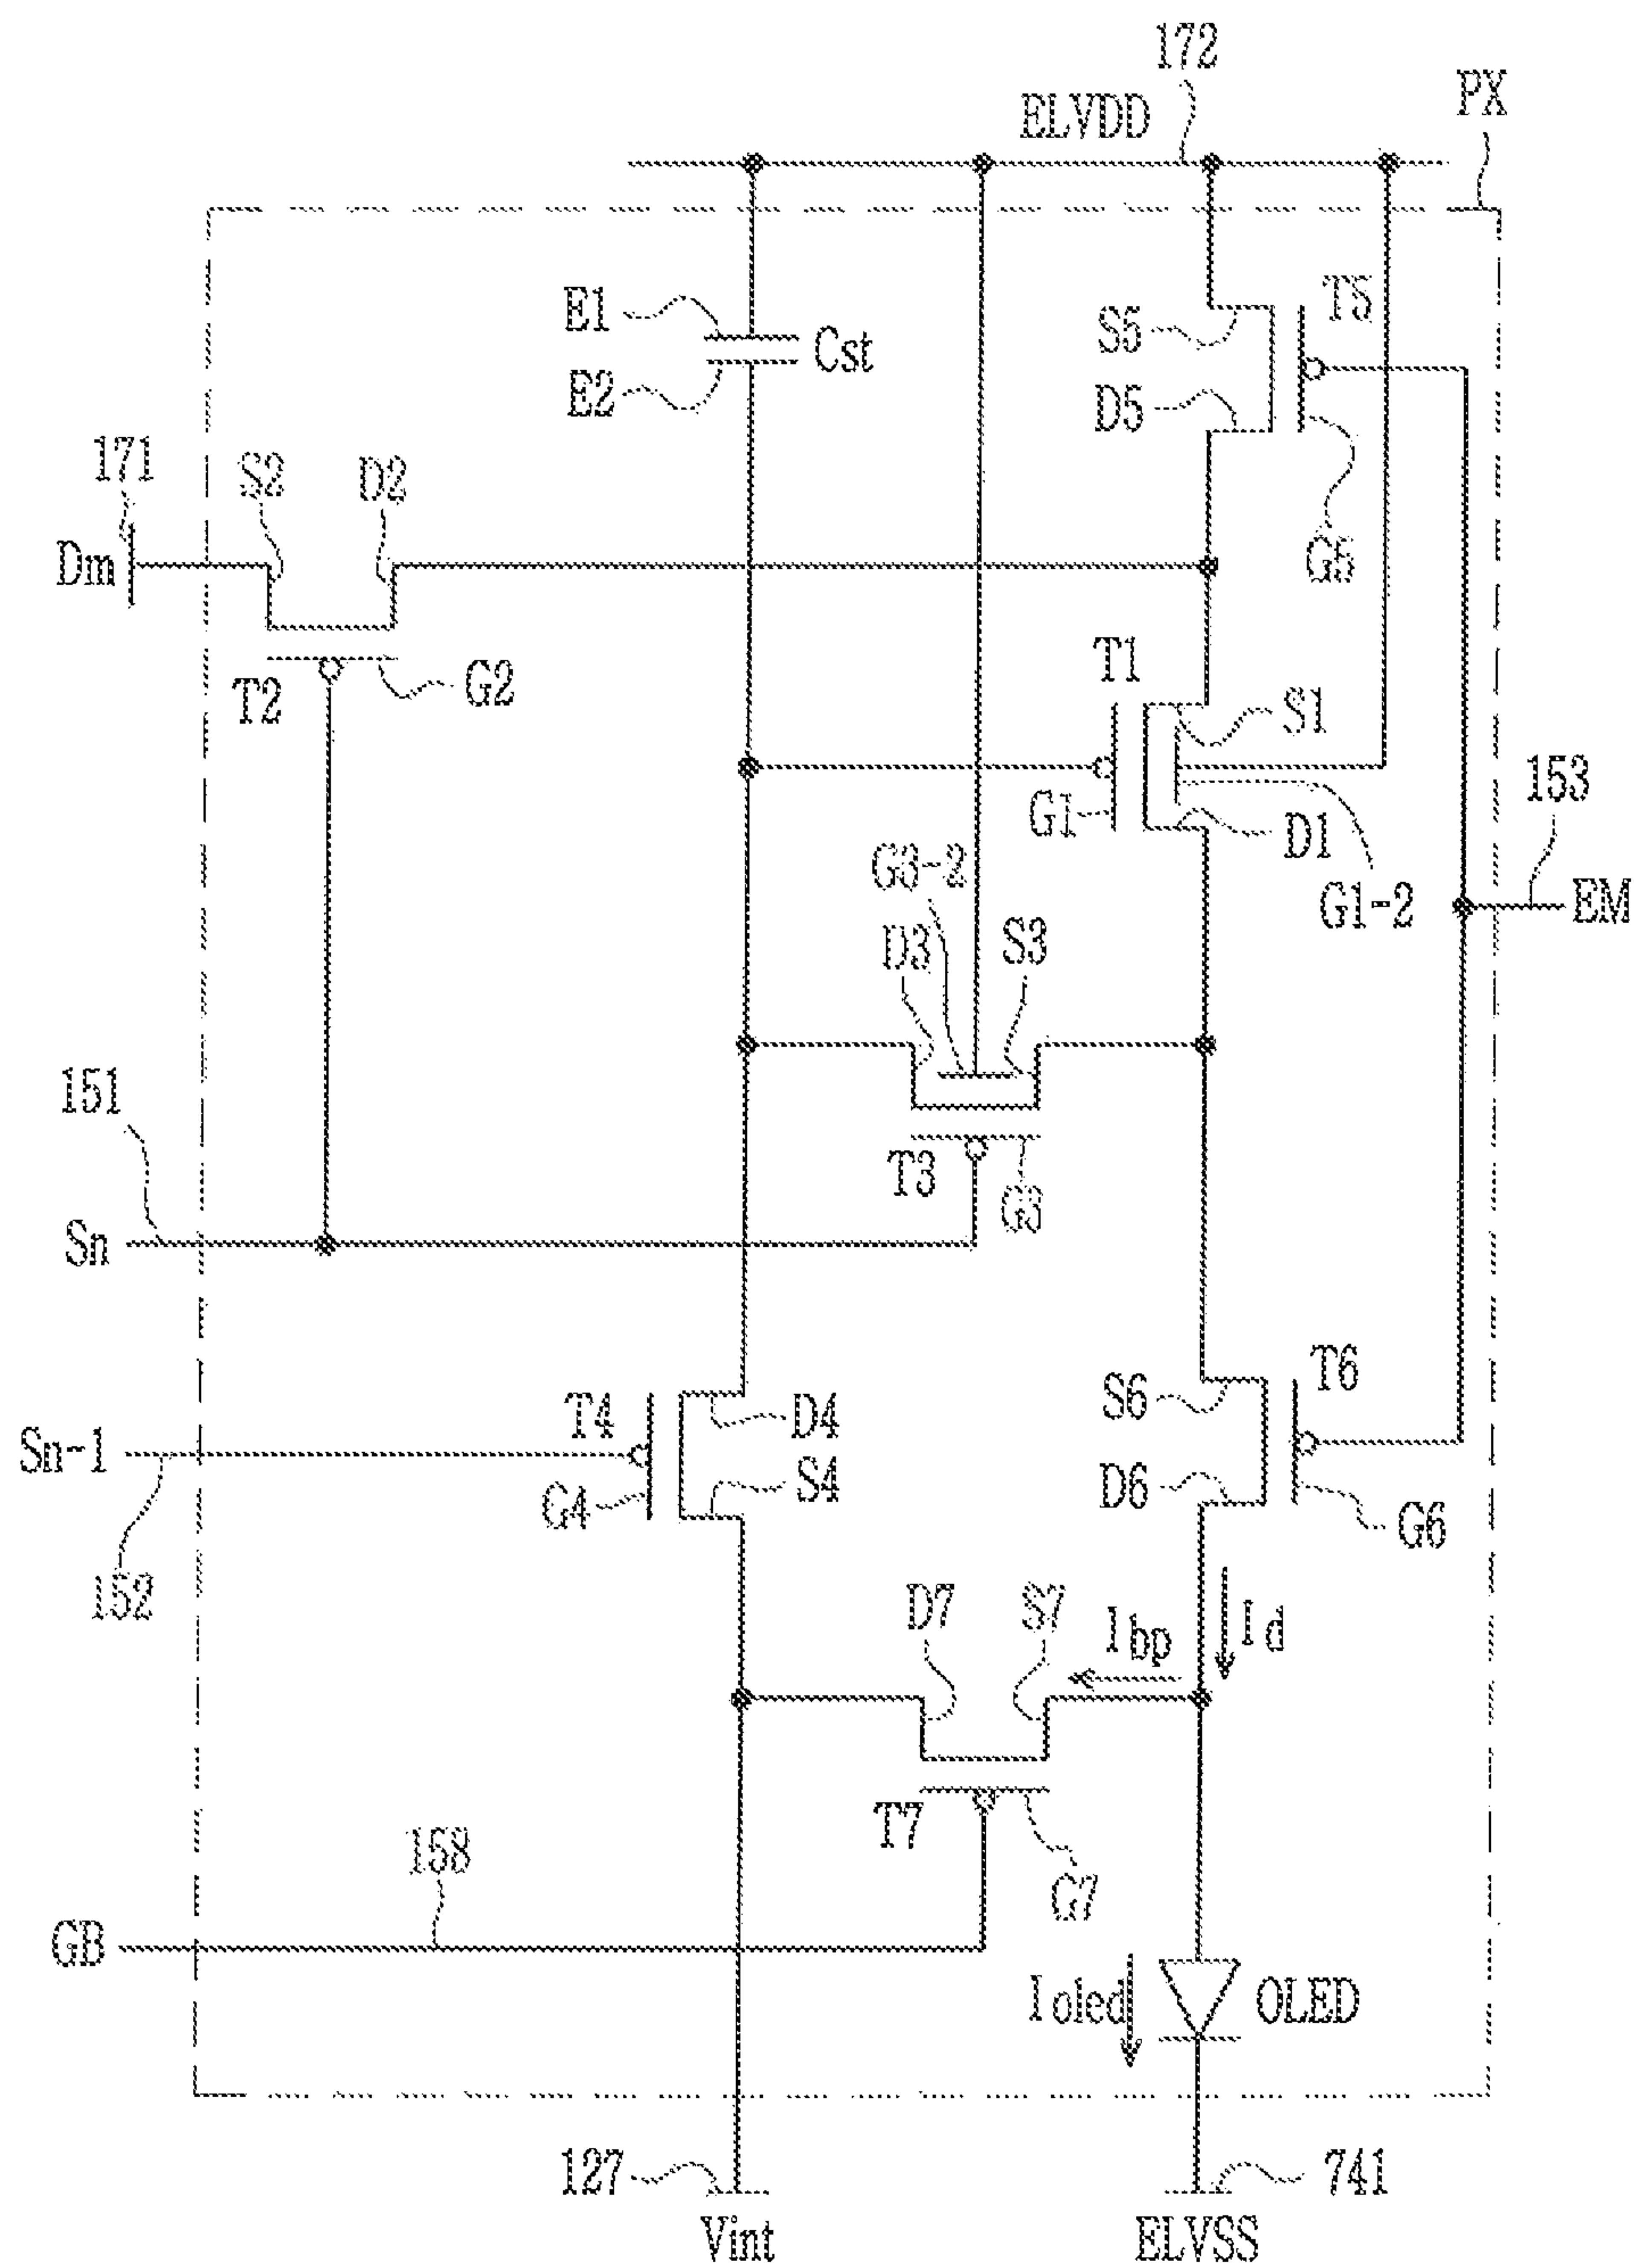 172
ELVDD
PX
E1
Cst
E2
S5
T5
D5
G5
171
S2
D2
Dm
T2
G2
T1
S1
G1
D1
G1-2
153
EM
G3-2
D3
S3
151
T3
G3
Sn
T4
D4
S6
T6
Sn-1
G4
S4
D6
G6
152
D7
S7
Ibp
Id
T7
G7
158
GB
Ioled
OLED
127
741
Vint
ELVSS